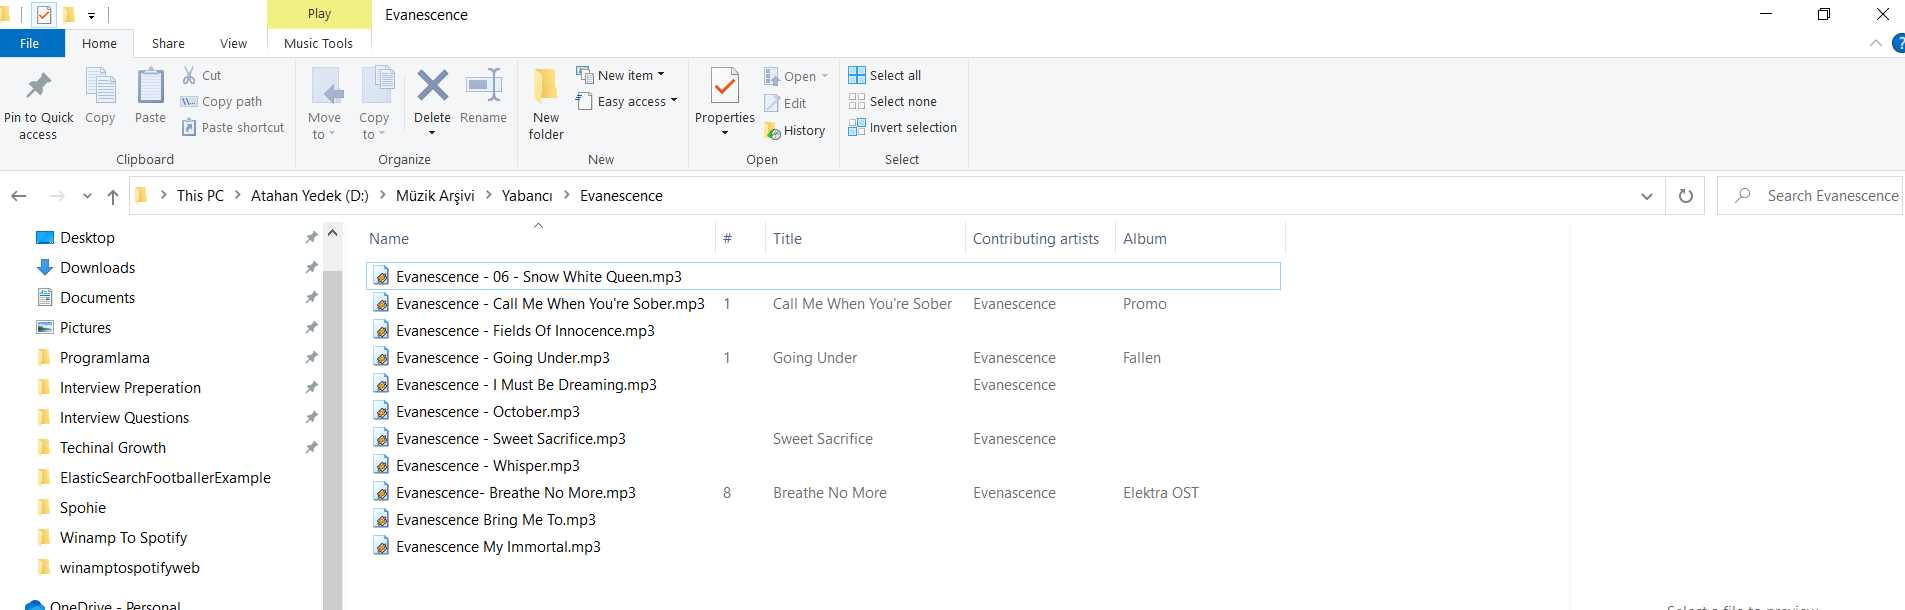 Play
Evanescence
File
Home
Share
View
Music Tools
?
Pin to Quick access
Copy
Paste
Cut
Copy path
Paste shortcut
Clipboard
Move to
Copy to
Delete
Rename
Organize
New folder
New item
Easy access
New
Properties
Open
Edit
History
Open
Select all
Select none
Invert selection
Select
This PC > Atahan Yedek (D:) > Müzik Arşivi > Yabancı > Evanescence
Search Evanescence
Desktop
Downloads
Documents
Pictures
Programlama
Interview Preperation
Interview Questions
Techinal Growth
ElasticSearchFootballerExample
Spohie
Winamp To Spotify
winamptospotifyweb
OneDrive - Personal
Name # Title Contributing artists Album
Evanescence - 06 - Snow White Queen.mp3
Evanescence - Call Me When You're Sober.mp3 1 Call Me When You're Sober Evanescence Promo
Evanescence - Fields Of Innocence.mp3
Evanescence - Going Under.mp3 1 Going Under Evanescence Fallen
Evanescence - I Must Be Dreaming.mp3 Evanescence
Evanescence - October.mp3
Evanescence - Sweet Sacrifice.mp3 Sweet Sacrifice Evanescence
Evanescence - Whisper.mp3
Evanescence- Breathe No More.mp3 8 Breathe No More Evenascence Elektra OST
Evanescence Bring Me To.mp3
Evanescence My Immortal.mp3
Select a file to preview.